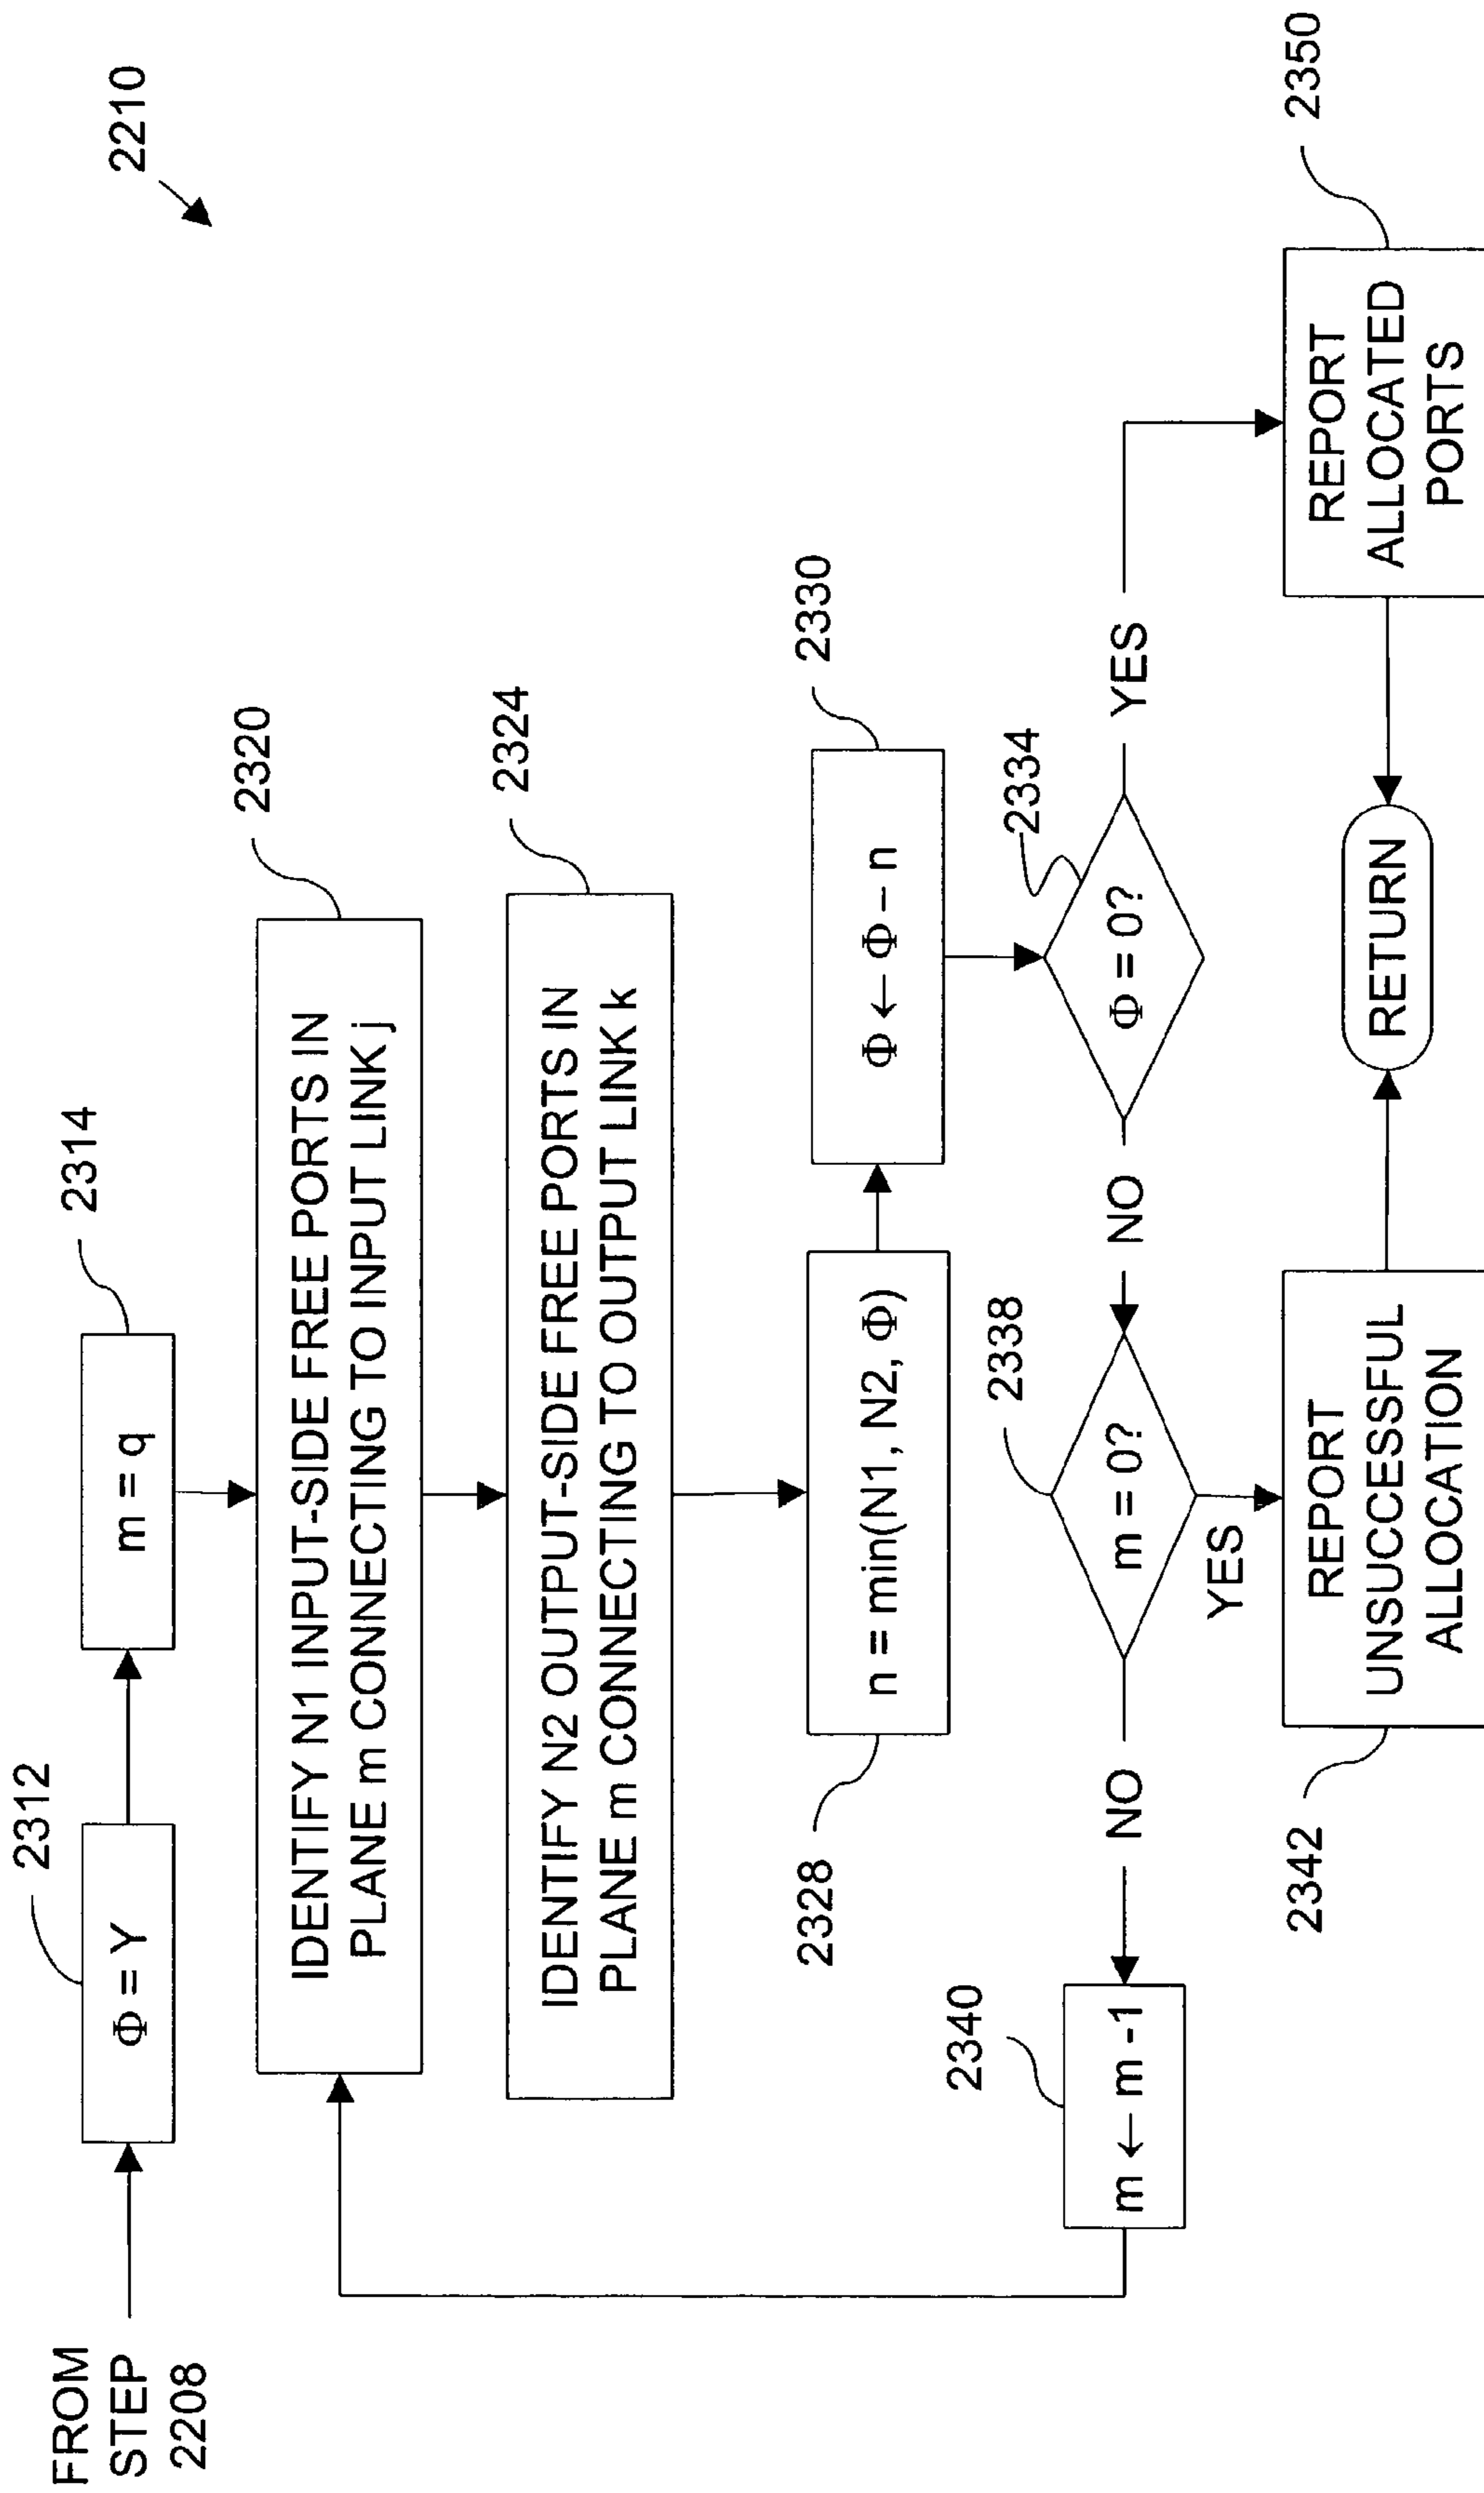 2210
FROM
STEP
2208
2312
Φ = Y
2314
m = q
2320
IDENTIFY N1 INPUT-SIDE FREE PORTS IN
PLANE m CONNECTING TO INPUT LINK j
2324
IDENTIFY N2 OUTPUT-SIDE FREE PORTS IN
PLANE m CONNECTING TO OUTPUT LINK k
2328
n = min(N1, N2, Φ)
2330
Φ ← Φ – n
2334
Φ = 0?
YES
NO
2338
m = 0?
NO
YES
2340
m ← m -1
2342
REPORT
UNSUCCESSFUL
ALLOCATION
RETURN
2350
REPORT
ALLOCATED
PORTS